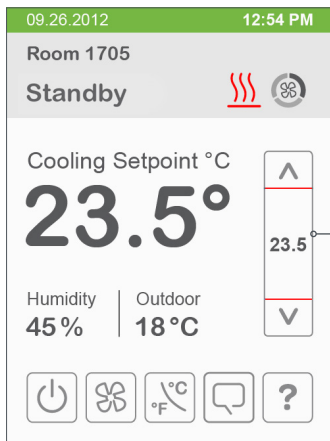 09.26.2012 12:54 PM
Room 1705
Standby
Cooling Setpoint °C
23.5°
23.5
Humidity Outdoor
45% 18°C
°C
°F
?